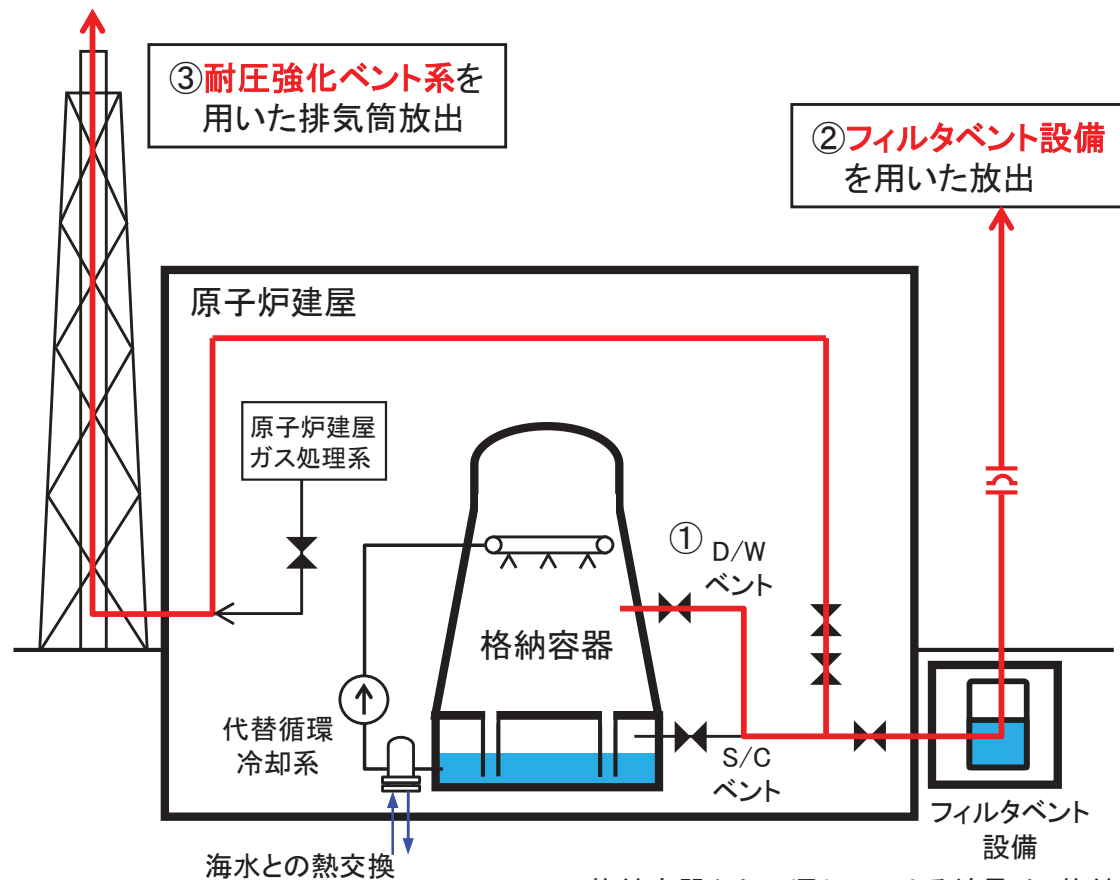 ③耐圧強化ベント系を
用いた排気筒放出
②フィルタベント設備
を用いた放出
原子炉建屋
原子炉建屋
ガス処理系
①
D/W
ベント
格納容器
代替循環
冷却系
S/C
ベント
フィルタベント
設備
海水との熱交換